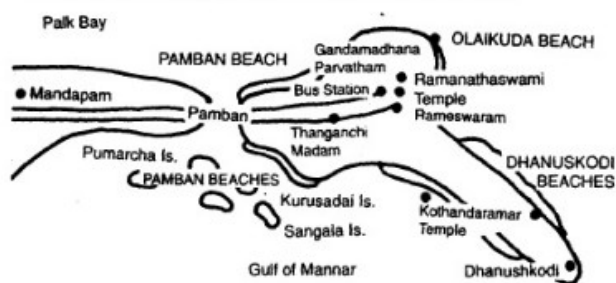 Palk Bay
PAMBAN BEACH
Gandamadhana
Parvatham
OLAIKUDA BEACH
Bus Station
Ramanathaswami
Temple
Mandapam
Pamban
Rameswaram
Thanganchi
Madam
Pumarcha Is.
PAMBAN BEACHES
DHANUSKODI
BEACHES
Kurusadai Is.
Sangala Is.
Kothandaramar
Temple
Gulf of Mannar
Dhanushkodi